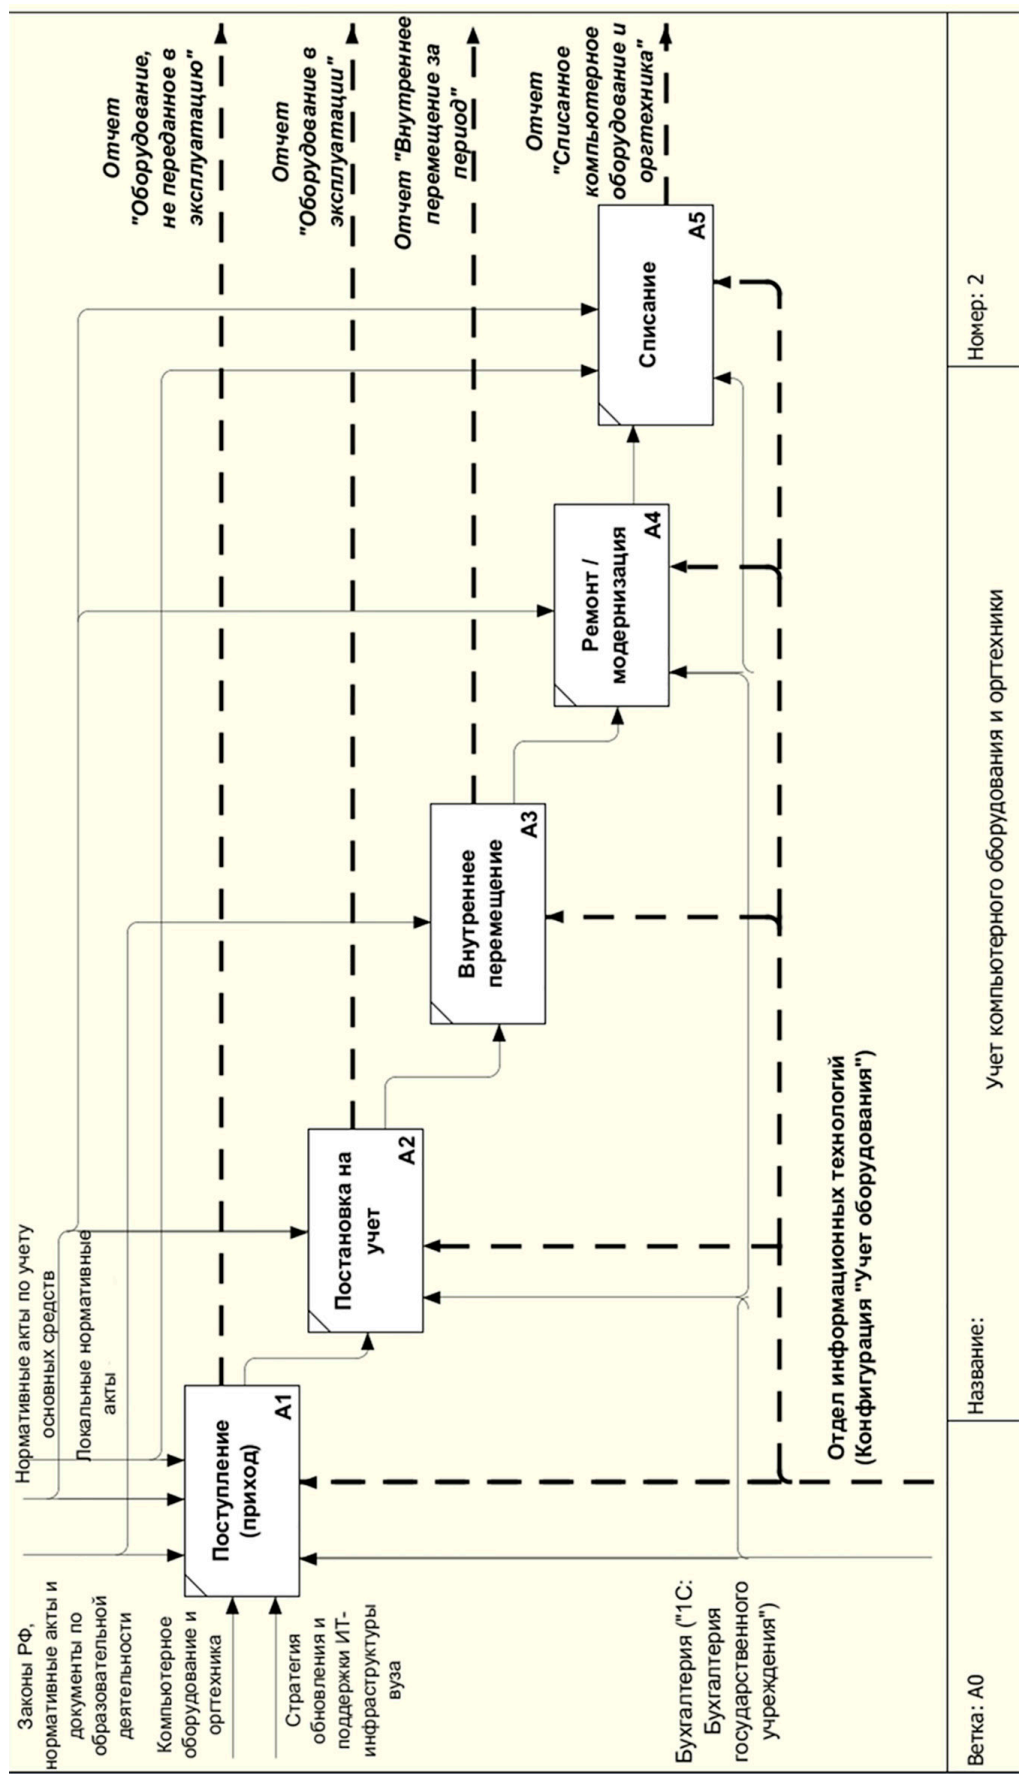 Законы РФ,
нормативные акты и
документы по
образовательной
деятельности
Нормативные акты по учету
основных средств
Локальные нормативные
акты
Компьютерное
оборудование и
оргтехника
Стратегия
обновления и
поддержки ИТ-
инфраструктуры
вуза
Поступление
(приход)
A1
Постановка на
учет
A2
Внутреннее
перемещение
A3
Ремонт /
модернизация
A4
Списание
A5
Отчет
"Оборудование,
не переданное в
эксплуатацию"
Отчет
"Оборудование в
эксплуатации"
Отчет "Внутреннее
перемещение за
период"
Отчет
"Списанное
компьютерное
оборудование и
оргтехника"
Бухгалтерия ("1С:
Бухгалтерия
государственного
учреждения")
Отдел информационных технологий
(Конфигурация "Учет оборудования")
Ветка: A0
Название:
Учет компьютерного оборудования и оргтехники
Номер: 2